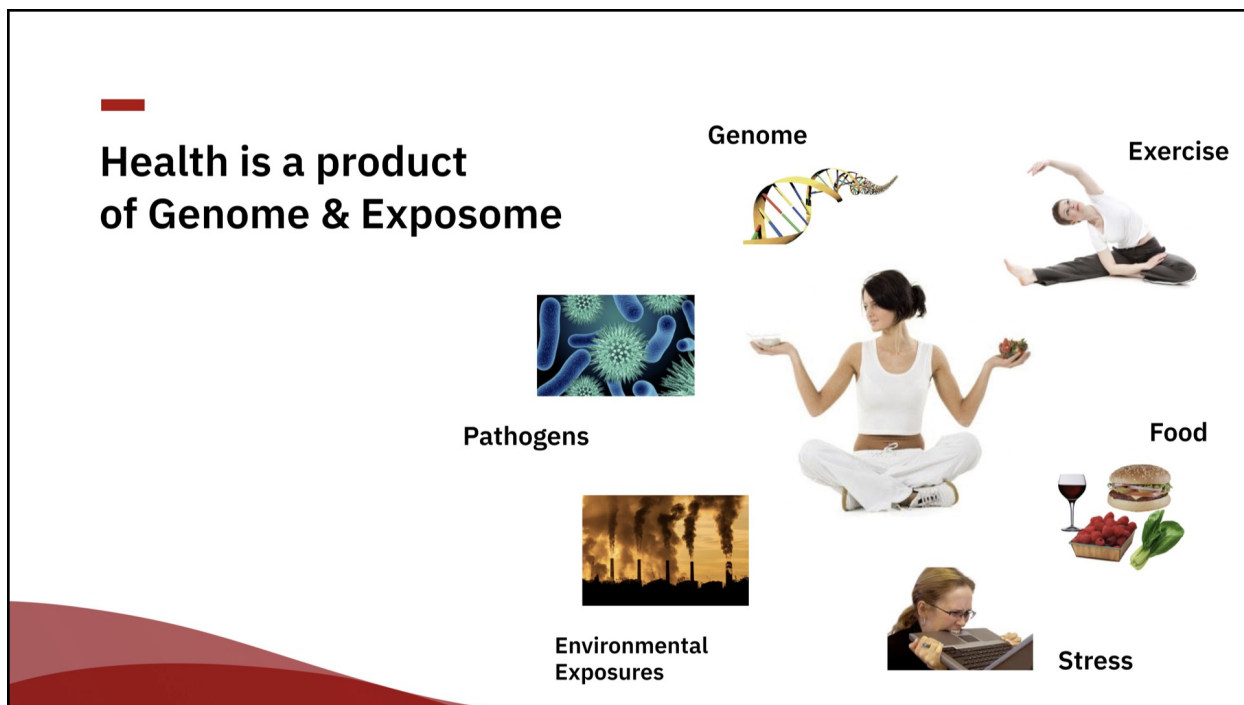 Health is a product
of Genome & Exposome
Genome
Exercise
Pathogens
Food
Environmental
Exposures
Stress